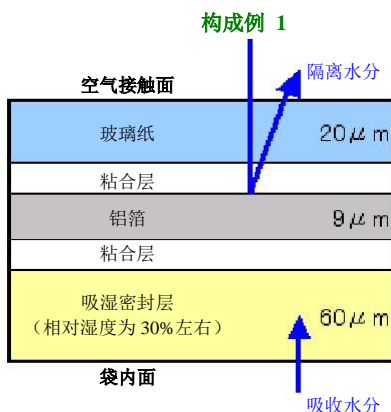 构成例 1
隔离水分
空气接触面
玻璃纸 20μm
粘合层
铝箔 9μm
粘合层
吸湿密封层
（相对湿度为 30%左右） 60μm
袋内面
吸收水分